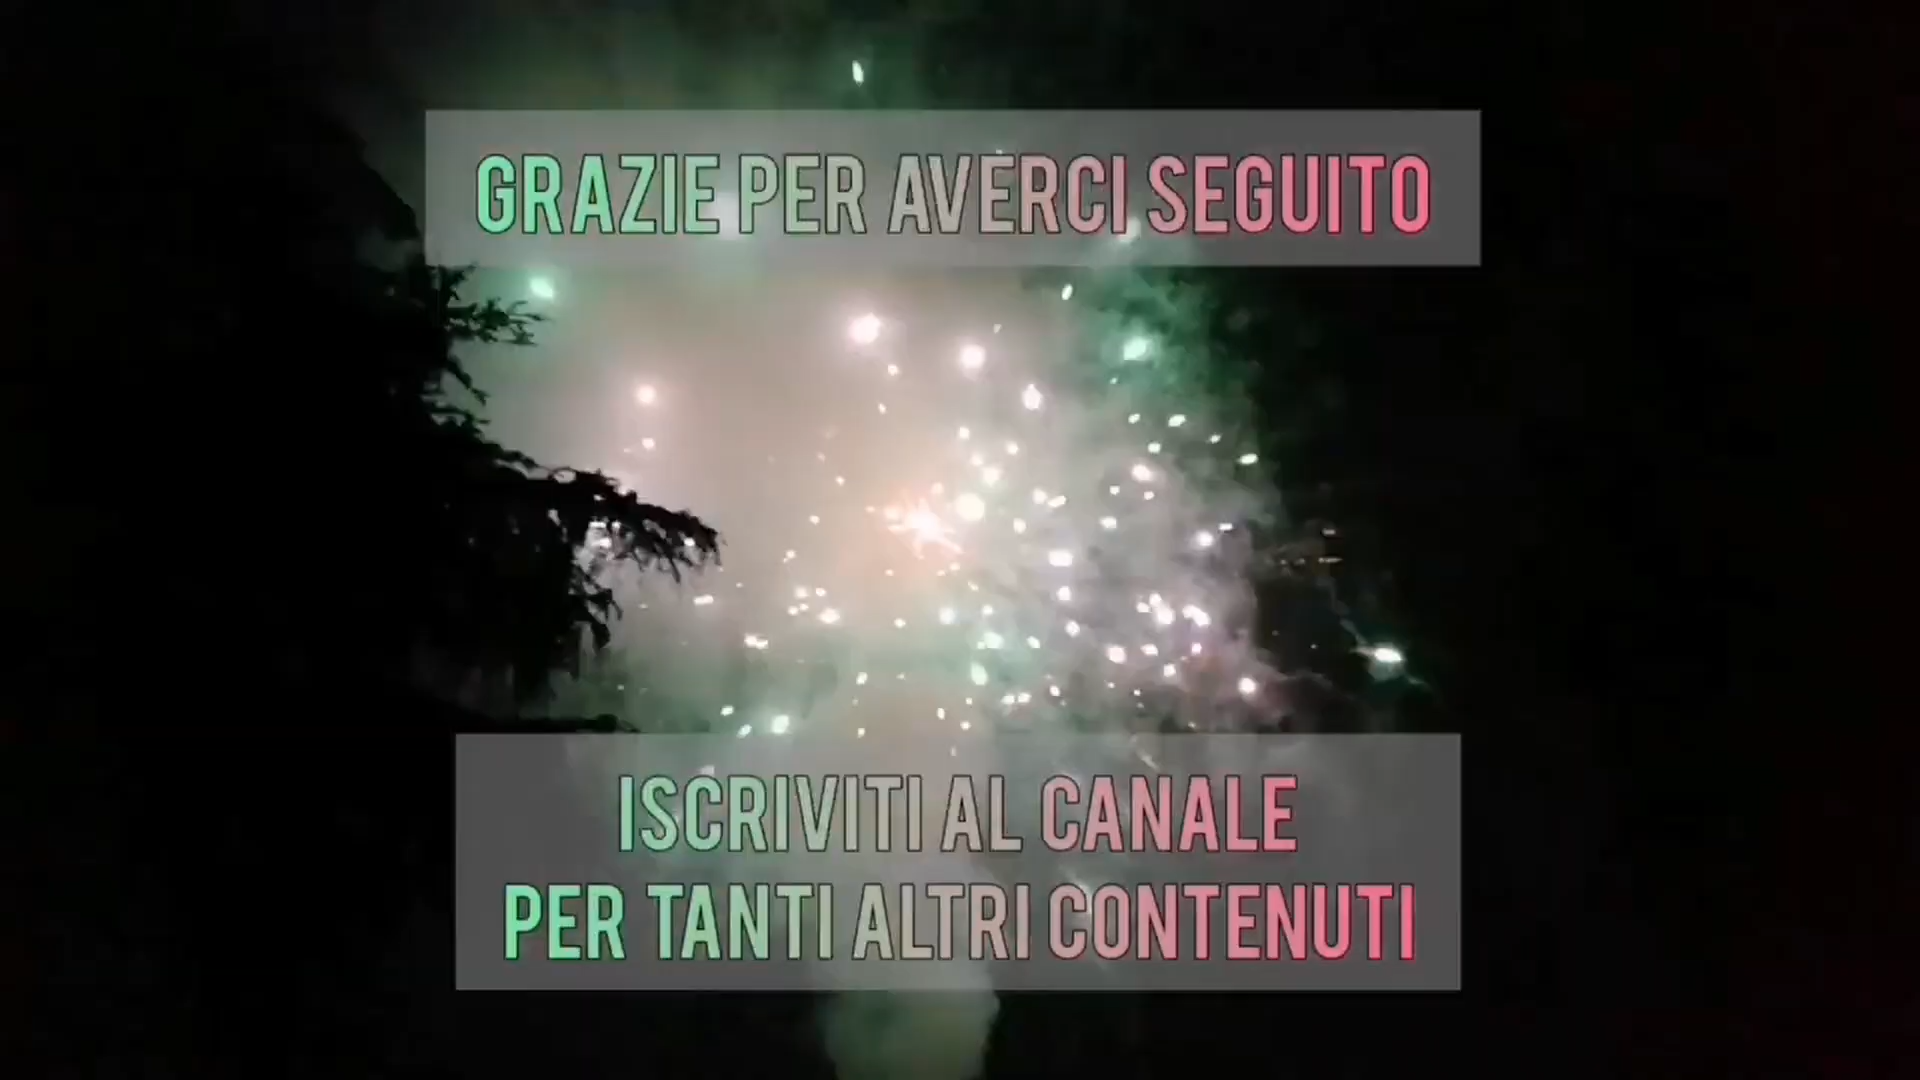 GRAZIE PER AVERCI SEGUITO
ISCRIVITI AL CANALE
PER TANTI ALTRI CONTENUTI